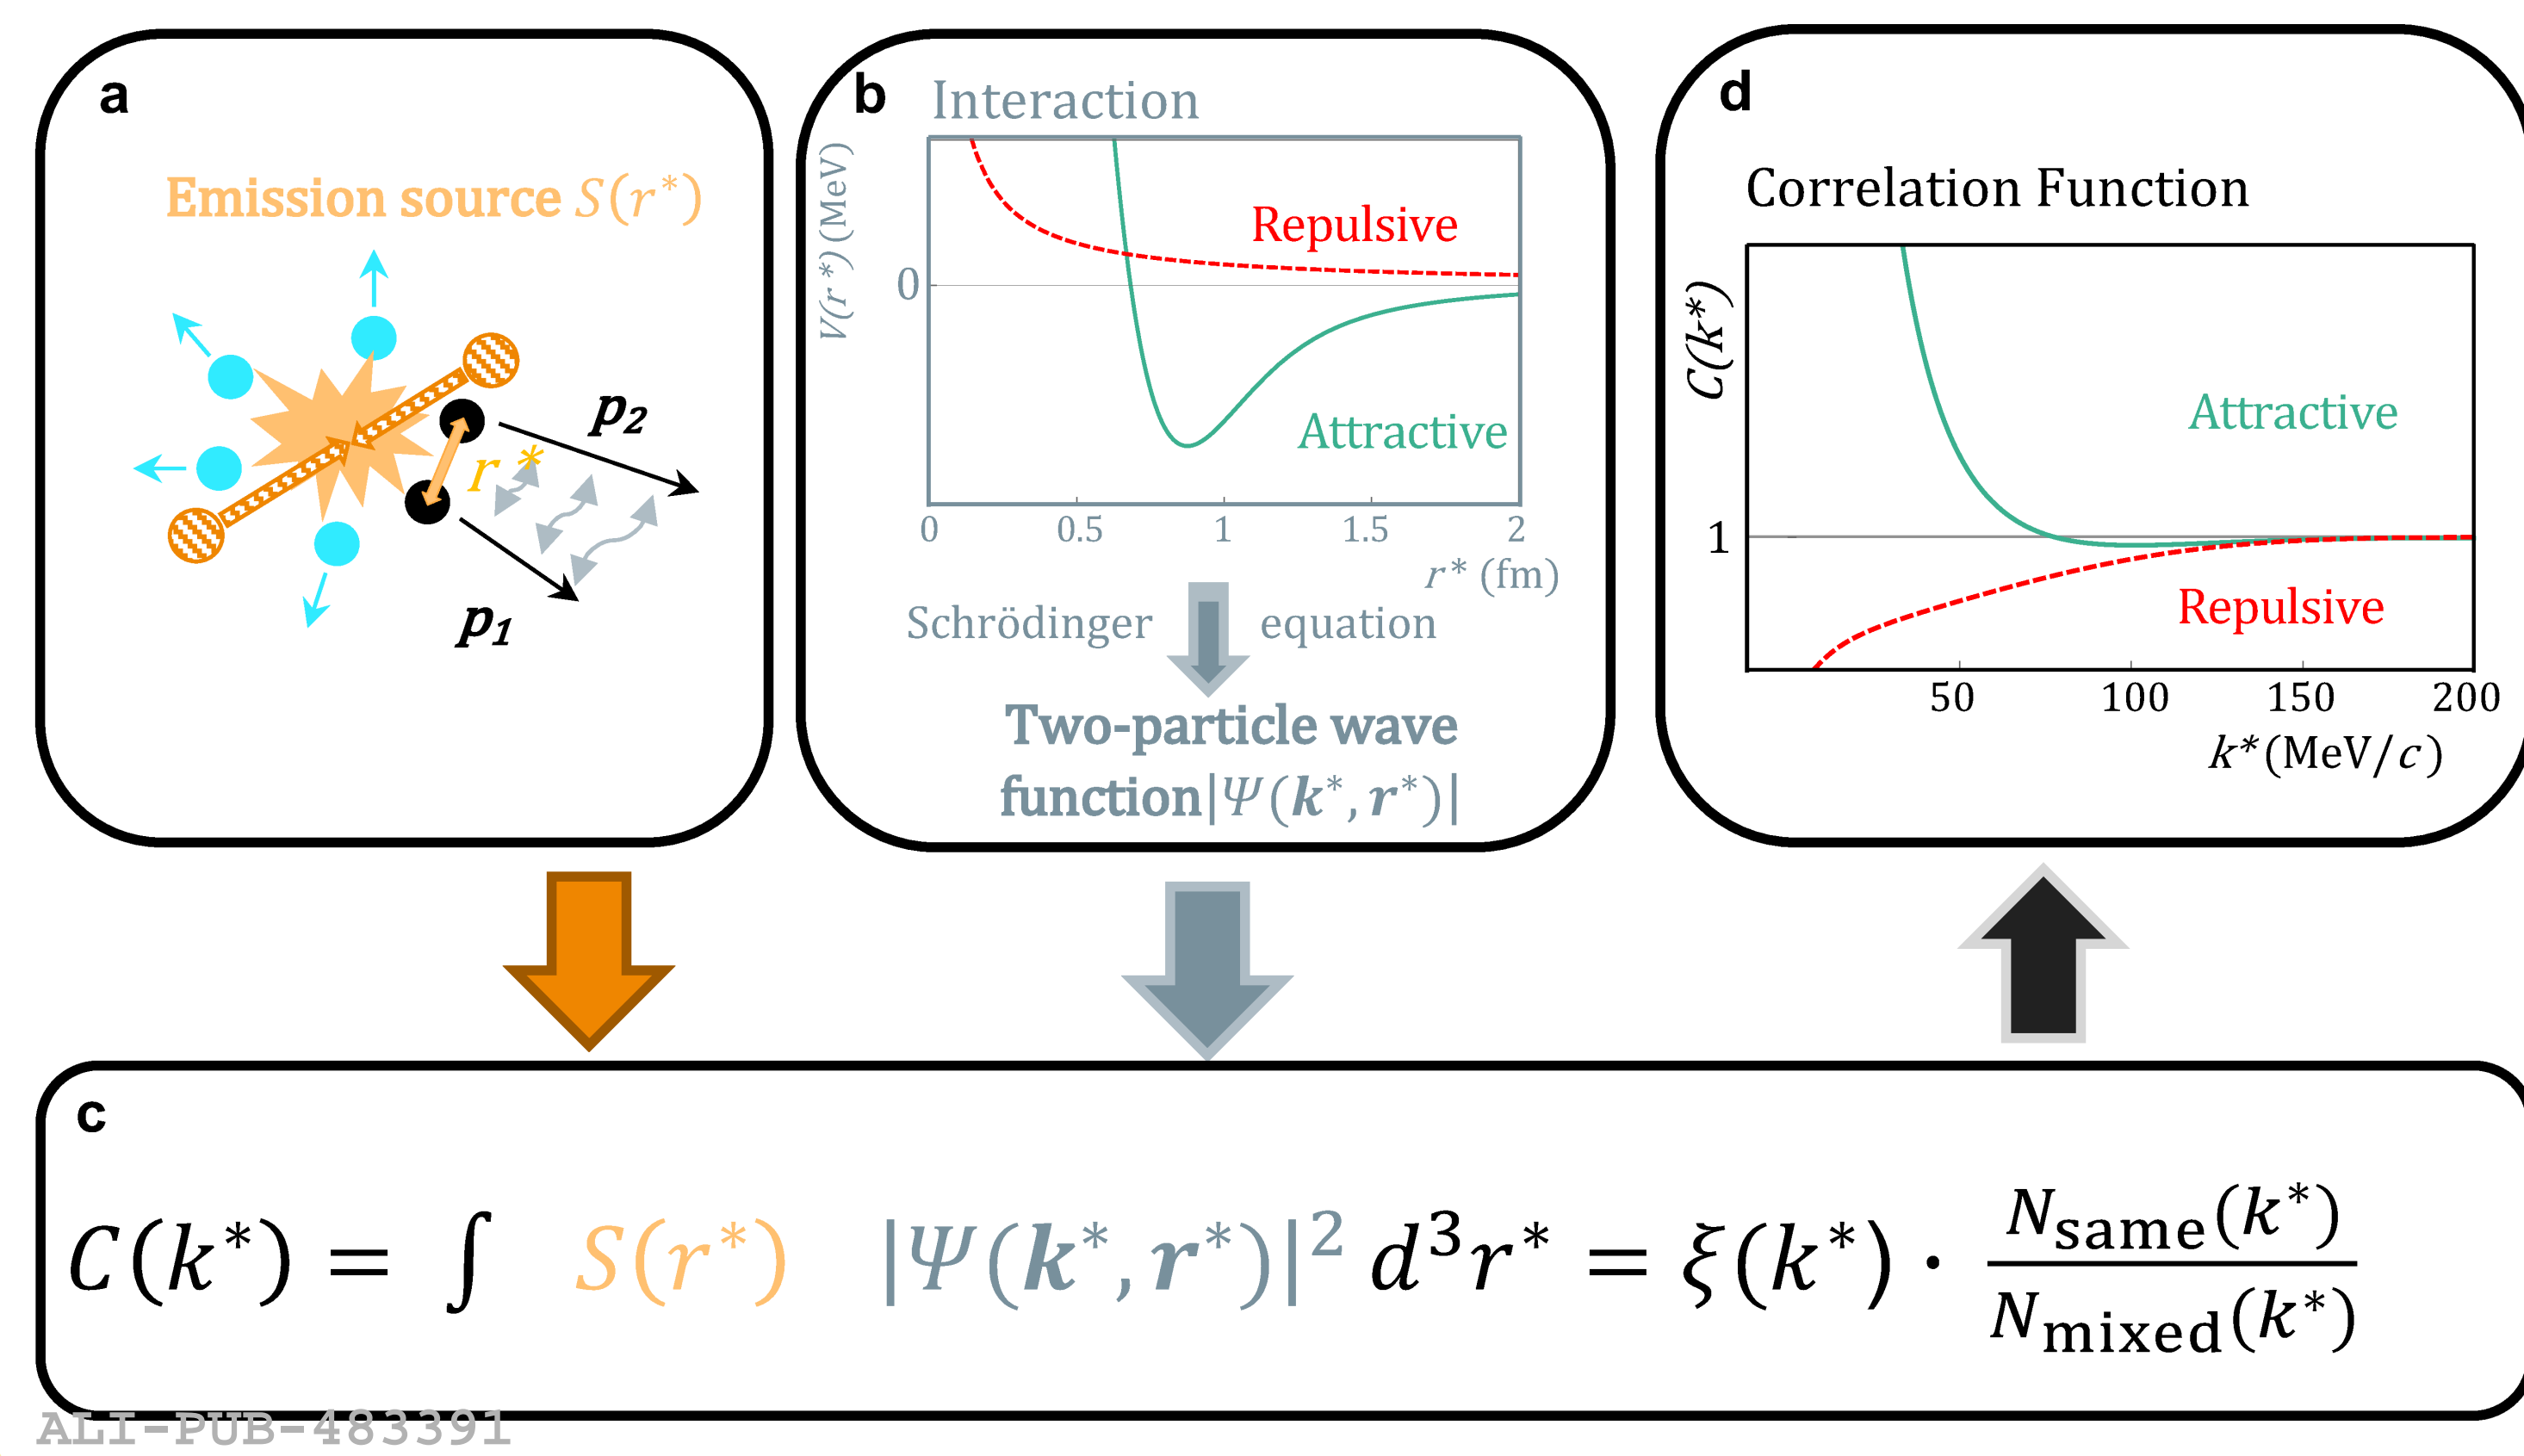 a
Emission source S(r*)
p2
r*
p1
b
Interaction
V(r*)(MeV)
Repulsive
0
Attractive
0 0.5 1 1.5 2
r* (fm)
Schrödinger equation
Two-particle wave
function|Ψ(k*, r*)|
d
Correlation Function
C(k*)
Attractive
1
Repulsive
50 100 150 200
k*(MeV/c)
c
C(k*) = ∫ S(r*) |Ψ(k*, r*)|² d³r* = ξ(k*) · Nsame(k*) / Nmixed(k*)
ALI-PUB-483391